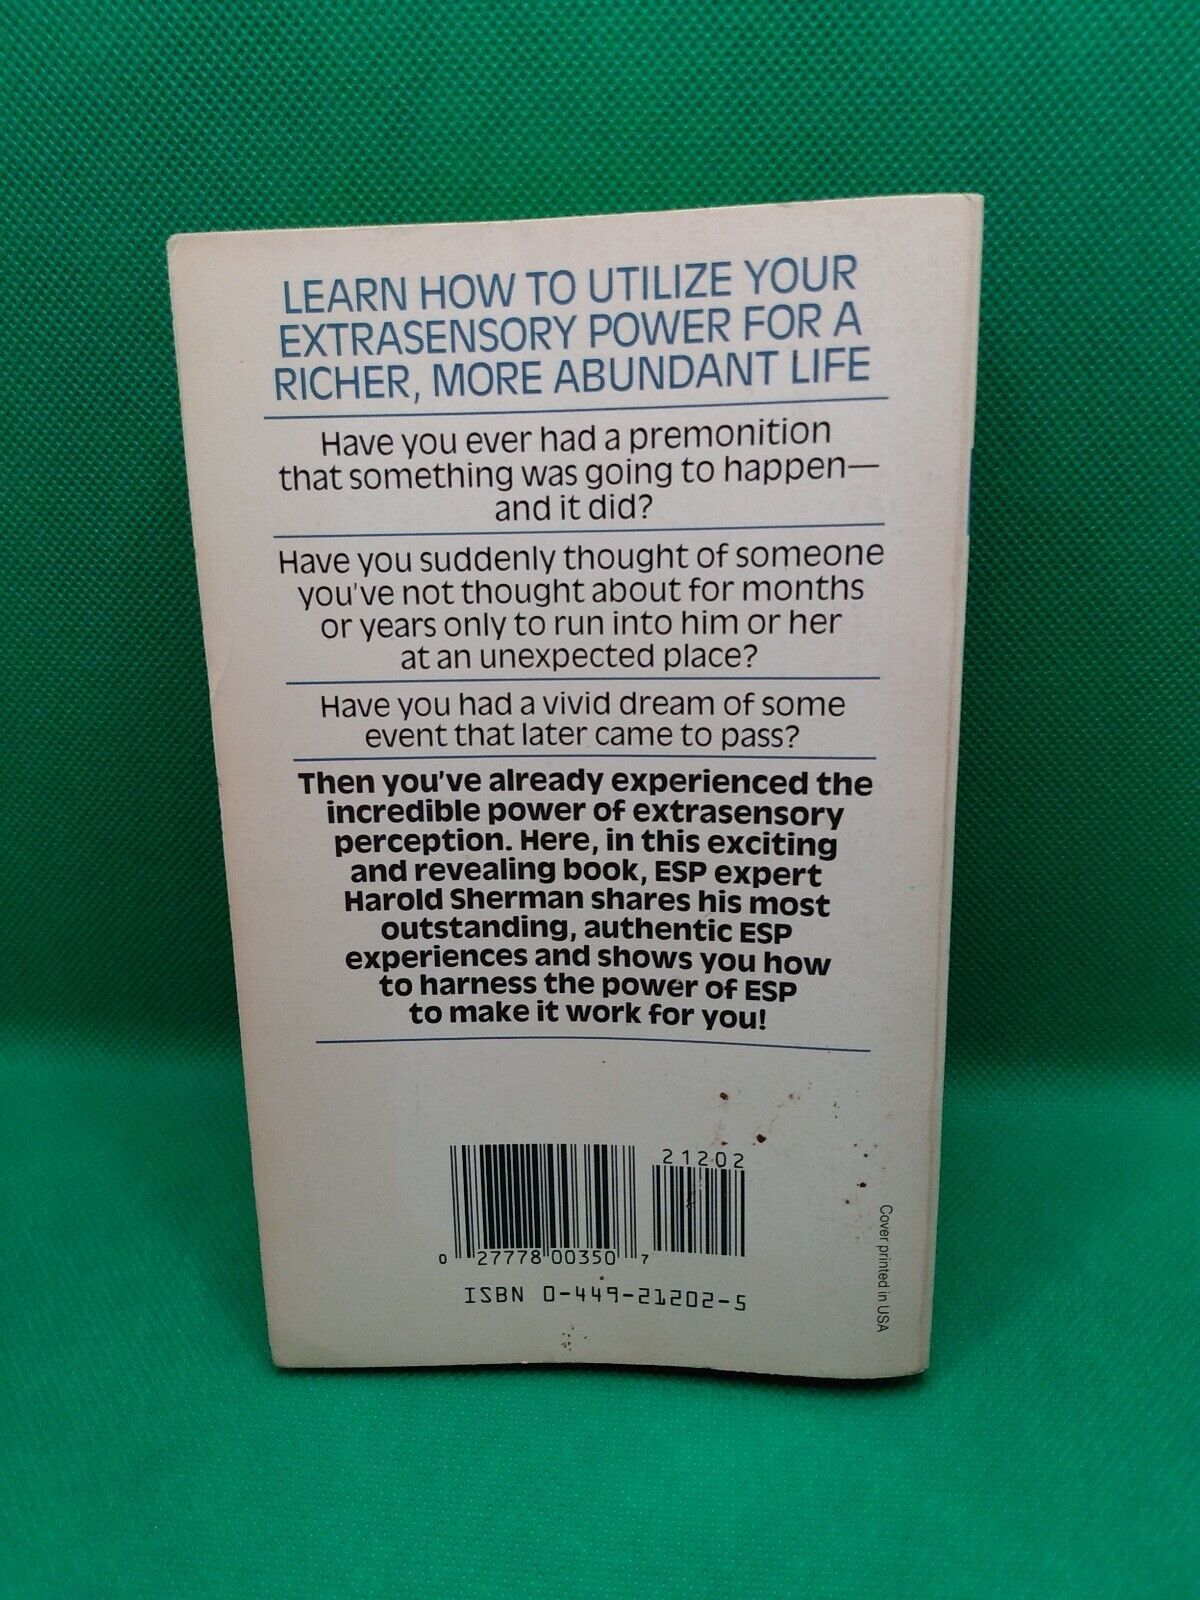 LEARN HOW TO UTILIZE YOUR
EXTRASENSORY POWER FOR A
RICHER, MORE ABUNDANT LIFE
Have you ever had a premonition
that something was going to happen—
and it did?
Have you suddenly thought of someone
you've not thought about for months
or years only to run into him or her
at an unexpected place?
Have you had a vivid dream of some
event that later came to pass?
Then you've already experienced the
incredible power of extrasensory
perception. Here, in this exciting
and revealing book, ESP expert
Harold Sherman shares his most
outstanding, authentic ESP
experiences and shows you how
to harness the power of ESP
to make it work for you!
21202
0 27778 00350 7
ISBN 0-449-21202-5
Cover printed in USA